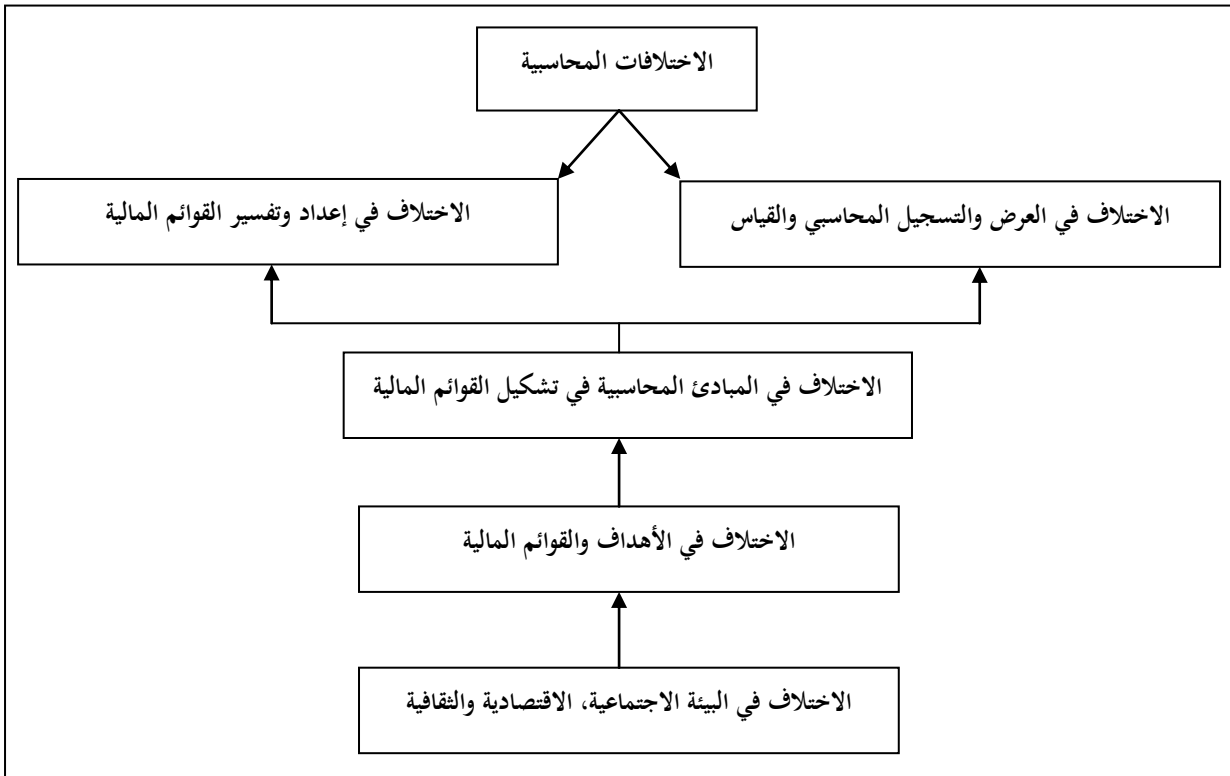 الاختلافات المحاسبية
الاختلاف في العرض والتسجيل المحاسبي والقياس
الاختلاف في إعداد وتفسير القوائم المالية
الاختلاف في المبادئ المحاسبية في تشكيل القوائم المالية
الاختلاف في الأهداف والقوائم المالية
الاختلاف في البيئة الاجتماعية، الاقتصادية والثقافية